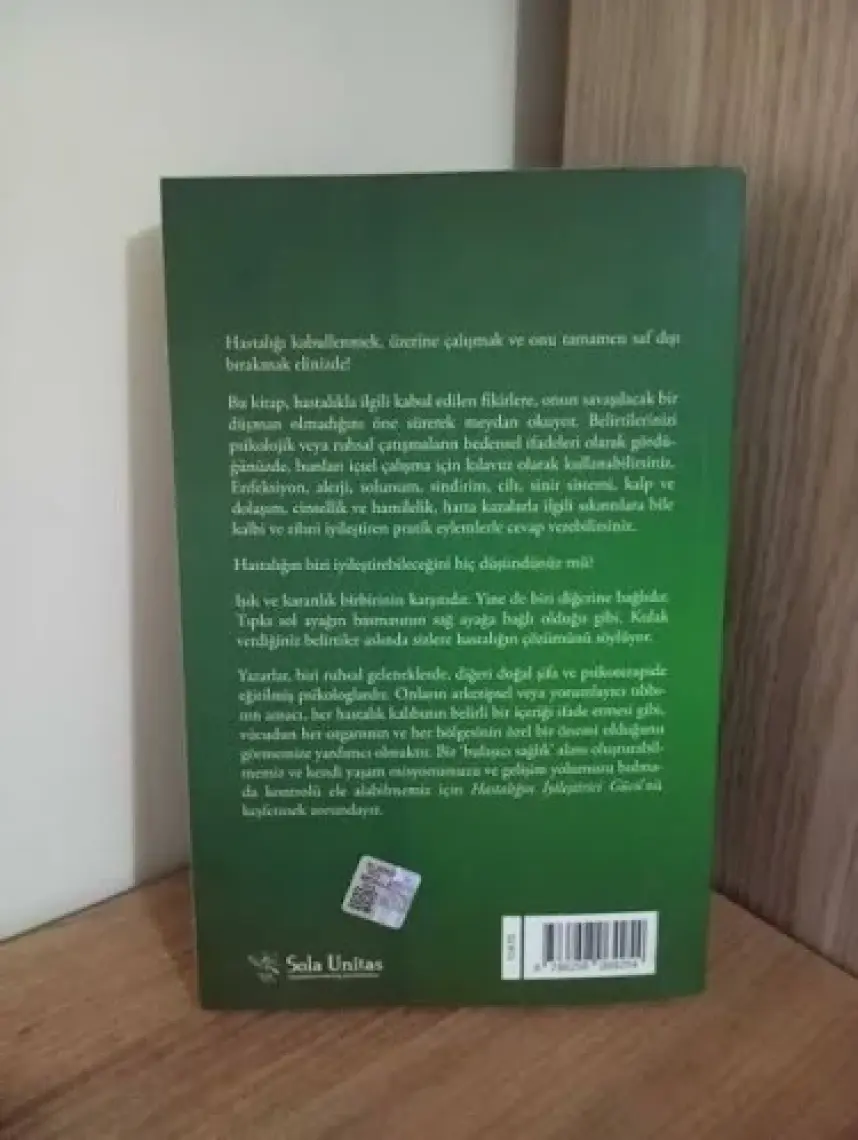 Hastalığı kabullenmek, üzerine çalışmak ve onu tamamen saf dışı
bırakmak elinizde!
Bu kitap, hastalıkla ilgili kabul edilen fikirlere, onun savaşılacak bir
düşman olmadığını öne sürerek meydan okuyor. Belirtilerinizi
psikolojik veya ruhsal çatışmaların bedensel ifadeleri olarak gördü-
ğünüzde, bunları içsel çalışma için kılavuz olarak kullanabilirsiniz.
Enfeksiyon, alerji, solunum, sindirim, cilt, sinir sistemi, kalp ve
dolaşım, cinsellik ve hamilelik, hatta kazalarla ilgili sıkıntılara bile
kalbi ve zihni iyileştiren pratik eylemlerle cevap verebilirsiniz.
Hastalığın bizi iyileştirebileceğini hiç düşündünüz mü?
Işık ve karanlık birbirinin karşıtıdır. Yine de biri diğerine bağlıdır.
Tıpkı sol ayağın basmasının sağ ayağa bağlı olduğu gibi. Kulak
verdiğiniz belirtiler aslında sizlere hastalığın çözümünü söylüyor.
Yazarlar, biri ruhsal geleneklerde, diğeri doğal şifa ve psikoterapide
eğitilmiş psikologlardır. Onların arketipsel veya yorumlayıcı tıbbı-
nın amacı, her hastalık kalıbının belirli bir içeriği ifade etmesi gibi,
vücudan her organının ve her bölgesinin özel bir önemi olduğunu
görmemize yardımcı olmaktır. Bir 'bulaşıcı sağlık' alanı oluşturabil-
memiz ve kendi yaşam misyonumuzu ve gelişim yolumuzu bulma-
da kontrolü ele alabilmemiz için Hastalığın İyileştirici Gücü'nü
keşfetmek zorundayız.
Sola Unitas